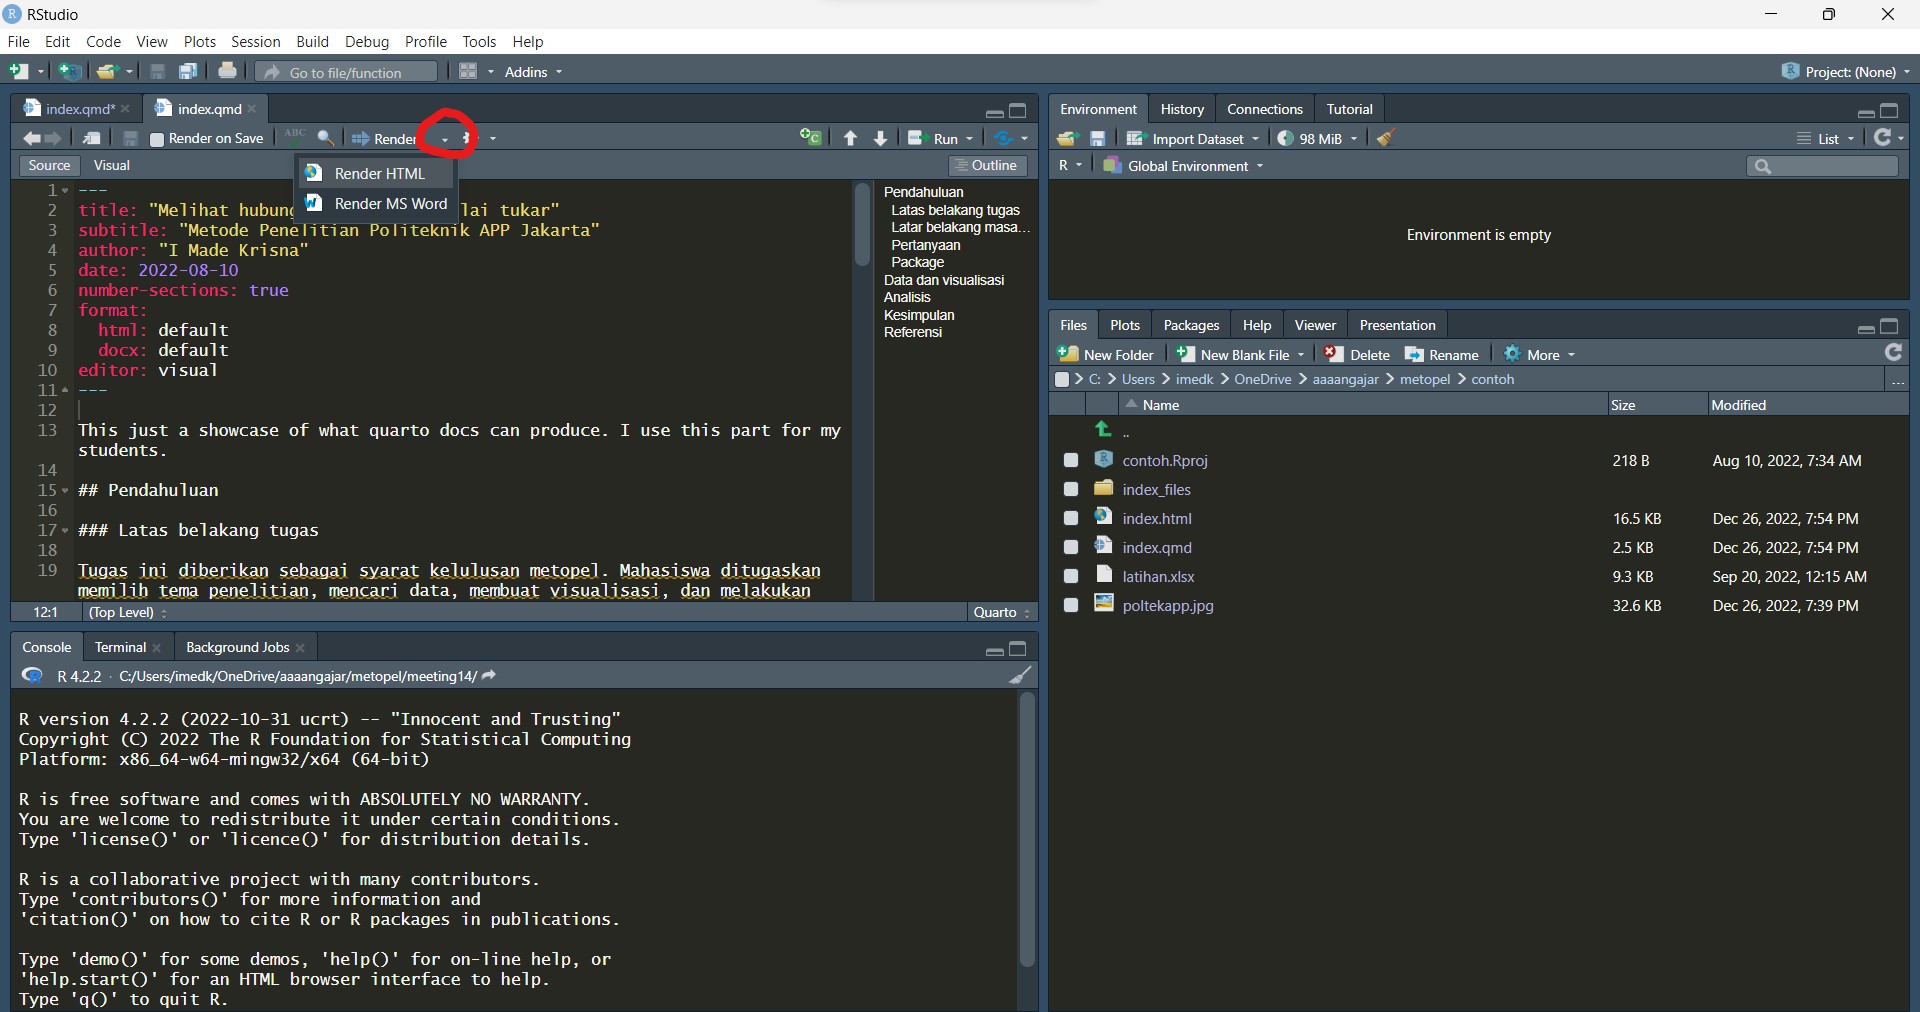 RStudio
File Edit Code View Plots Session Build Debug Profile Tools Help
Go to file/function Addins Project: (None)
index.qmd* index.qmd
Render on Save ABC Render Run
Render HTML
Render MS Word
Source Visual Outline
1 ---
2 title: "Melihat hubung lai tukar"
3 subtitle: "Metode Penelitian Politeknik APP Jakarta"
4 author: "I Made Krisna"
5 date: 2022-08-10
6 number-sections: true
7 format:
8 html: default
9 docx: default
10 editor: visual
11 ---
12
13 This just a showcase of what quarto docs can produce. I use this part for my
students.
14
15 ## Pendahuluan
16
17 ### Latas belakang tugas
18
19 Tugas ini diberikan sebagai syarat kelulusan metopel. Mahasiswa ditugaskan
memilih tema penelitian, mencari data, membuat visualisasi, dan melakukan
Pendahuluan
Latas belakang tugas
Latar belakang masa...
Pertanyaan
Package
Data dan visualisasi
Analisis
Kesimpulan
Referensi
12:1 (Top Level) Quarto
Console Terminal Background Jobs
R 4.2.2 · C:/Users/imedk/OneDrive/aaaangajar/metopel/meeting14/
R version 4.2.2 (2022-10-31 ucrt) -- "Innocent and Trusting"
Copyright (C) 2022 The R Foundation for Statistical Computing
Platform: x86_64-w64-mingw32/x64 (64-bit)
R is free software and comes with ABSOLUTELY NO WARRANTY.
You are welcome to redistribute it under certain conditions.
Type 'license()' or 'licence()' for distribution details.
R is a collaborative project with many contributors.
Type 'contributors()' for more information and
'citation()' on how to cite R or R packages in publications.
Type 'demo()' for some demos, 'help()' for on-line help, or
'help.start()' for an HTML browser interface to help.
Type 'q()' to quit R.
Environment History Connections Tutorial
Import Dataset 98 MiB List
R Global Environment
Environment is empty
Files Plots Packages Help Viewer Presentation
New Folder New Blank File Delete Rename More
C: > Users > imedk > OneDrive > aaaangajar > metopel > contoh ...
Name Size Modified
..
contoh.Rproj 218 B Aug 10, 2022, 7:34 AM
index_files
index.html 16.5 KB Dec 26, 2022, 7:54 PM
index.qmd 2.5 KB Dec 26, 2022, 7:54 PM
latihan.xlsx 9.3 KB Sep 20, 2022, 12:15 AM
poltekapp.jpg 32.6 KB Dec 26, 2022, 7:39 PM